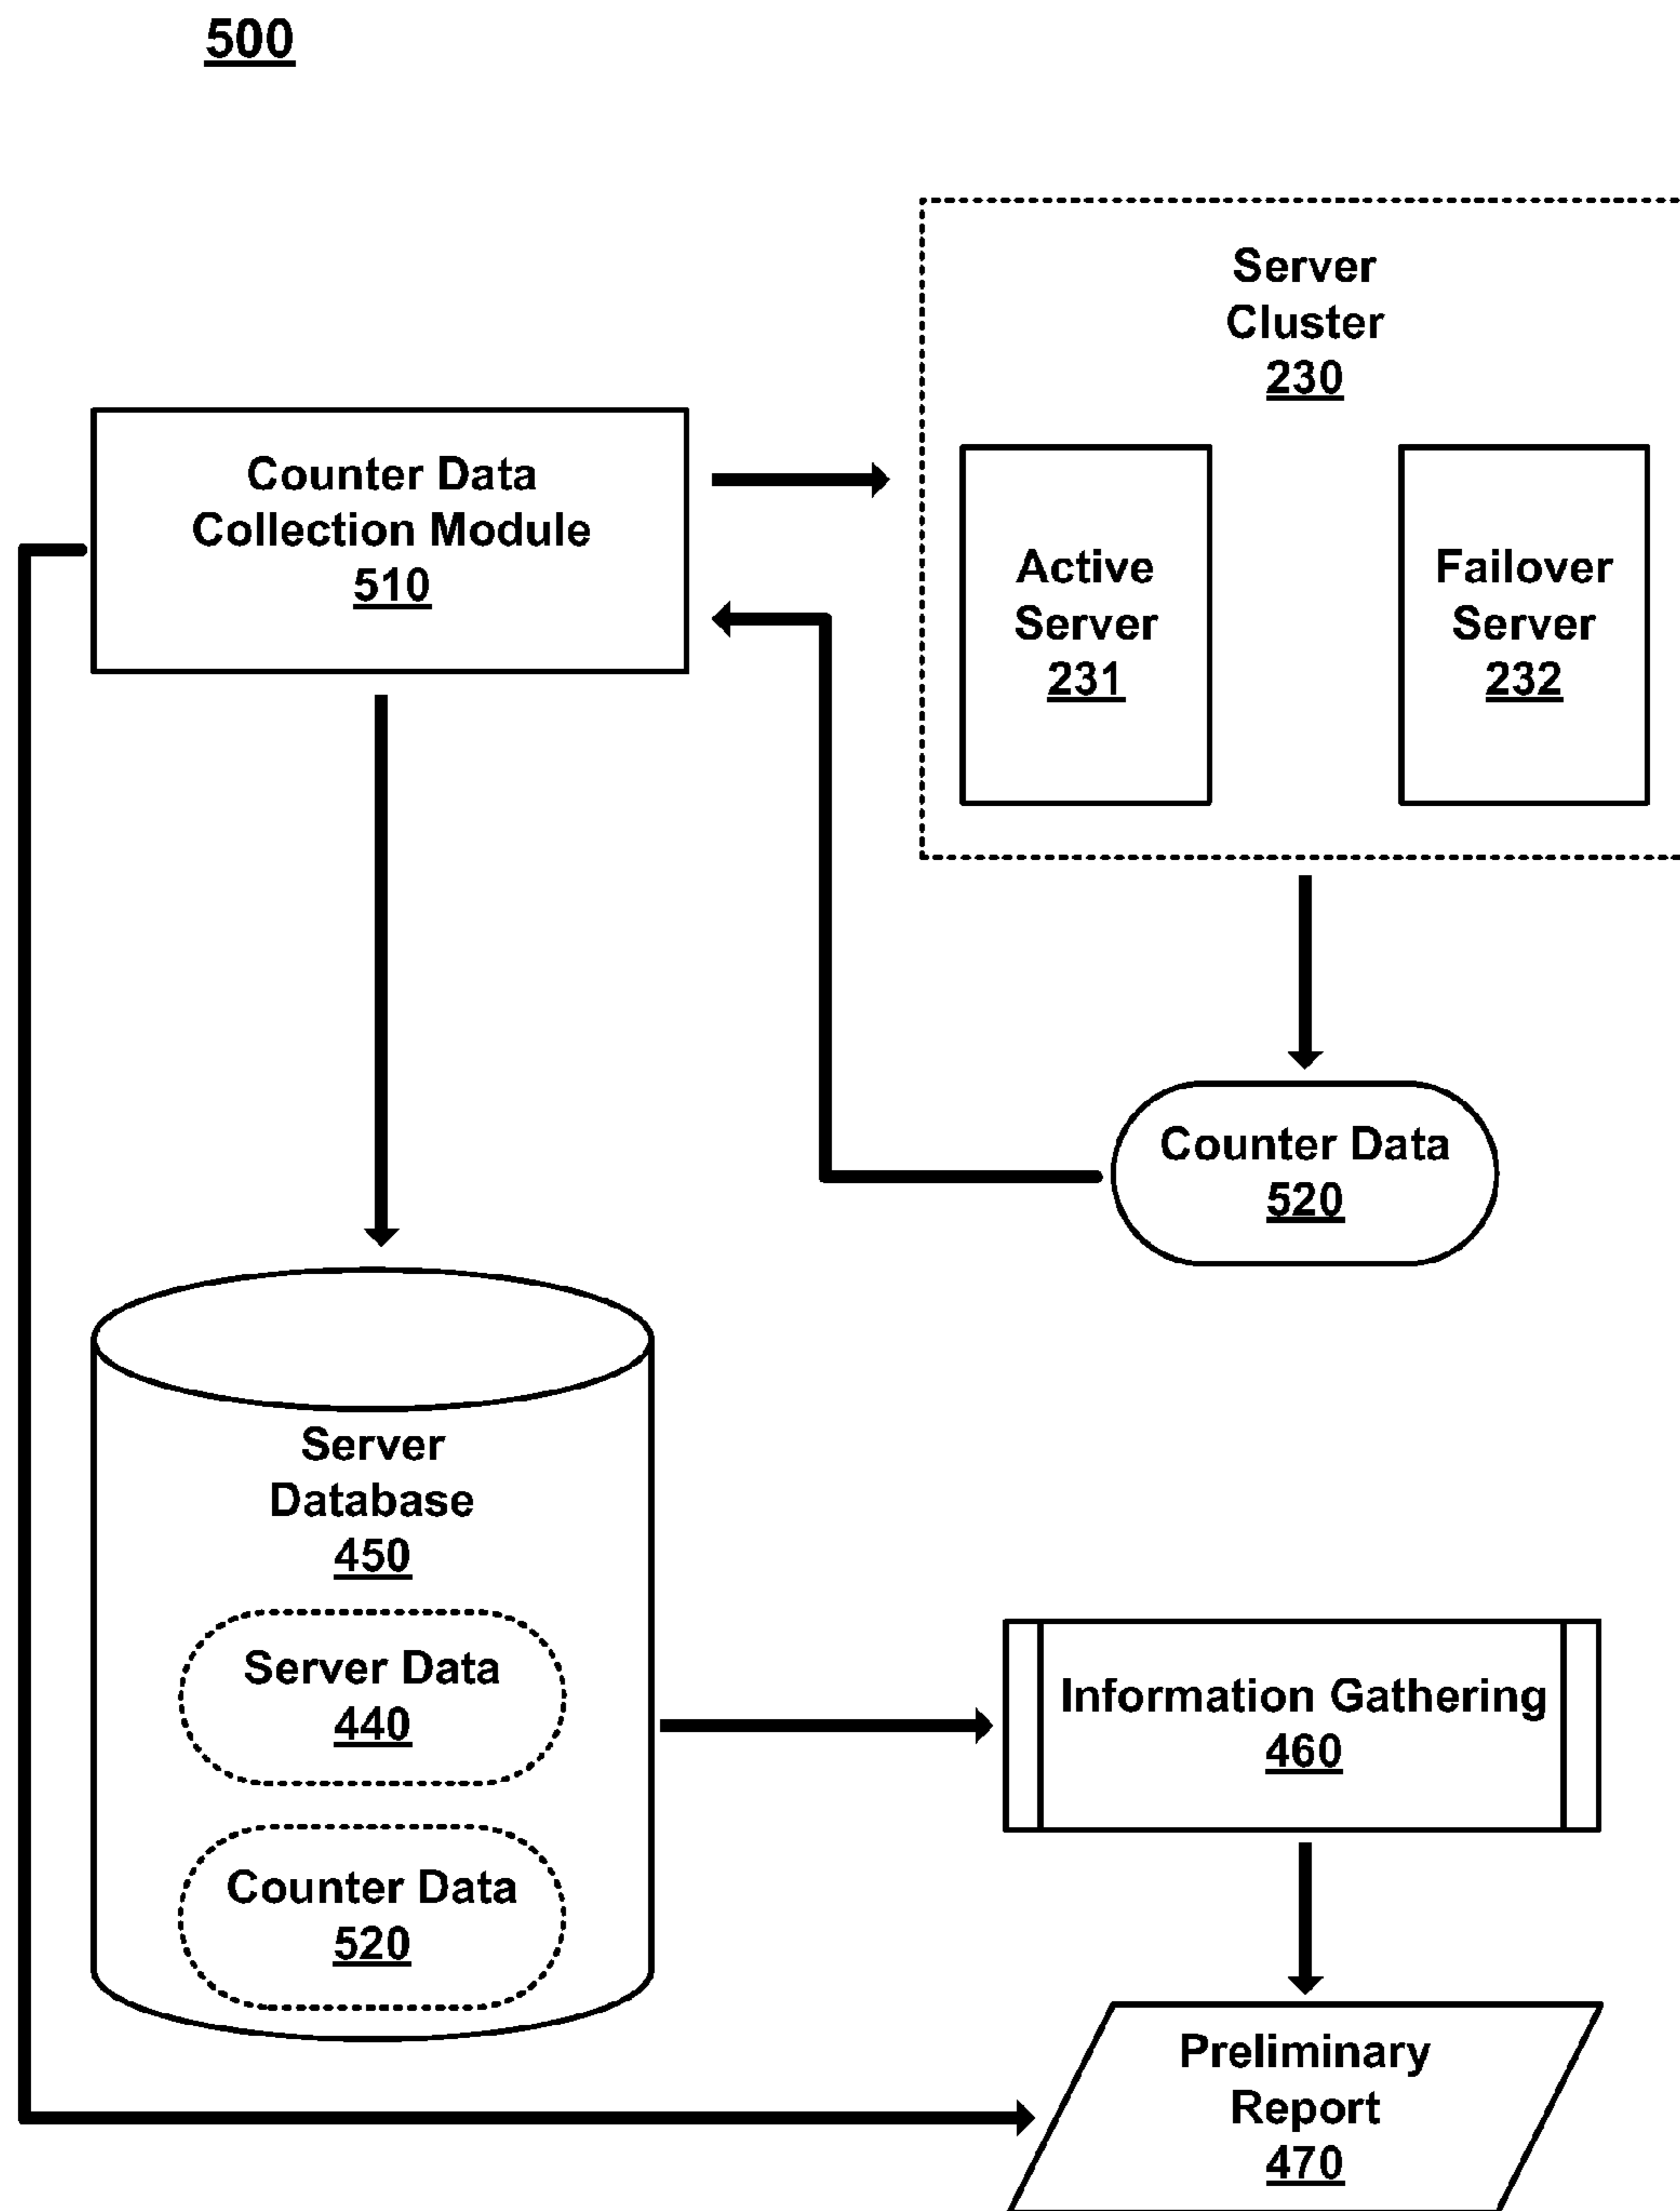 500
Server
Cluster
230
Counter Data
Collection Module
510
Active
Server
231
Failover
Server
232
Counter Data
520
Server
Database
450
Server Data
440
Counter Data
520
Information Gathering
460
Preliminary
Report
470